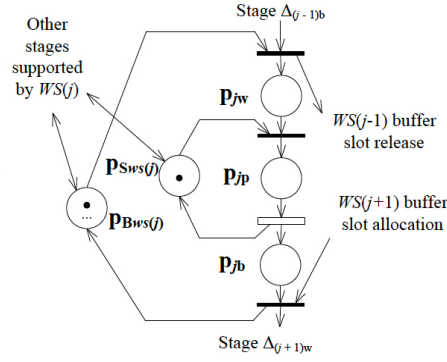 Stage Δ(j - 1)b
Other
stages
supported
by WS(j)
pjw
WS(j-1) buffer
slot release
pSws(j)
pjp
WS(j+1) buffer
slot allocation
...
pBws(j)
pjb
Stage Δ(j + 1)w